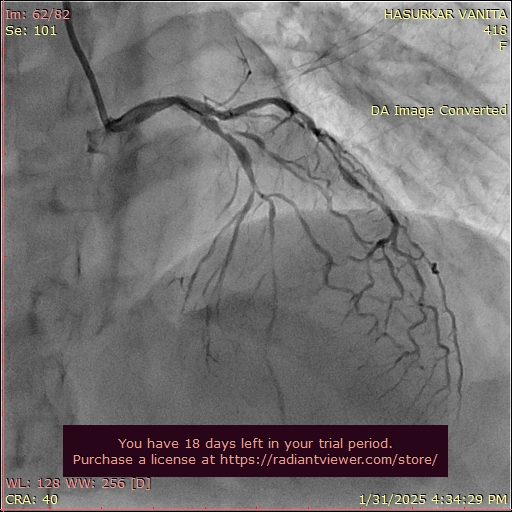 Im: 62/82
Se: 101
HASURKAR VANITA
418
F
DA Image Converted
You have 18 days left in your trial period.
Purchase a license at https://radiantviewer.com/store/
WL: 128 WW: 256 [D]
CRA: 40
1/31/2025 4:34:29 PM